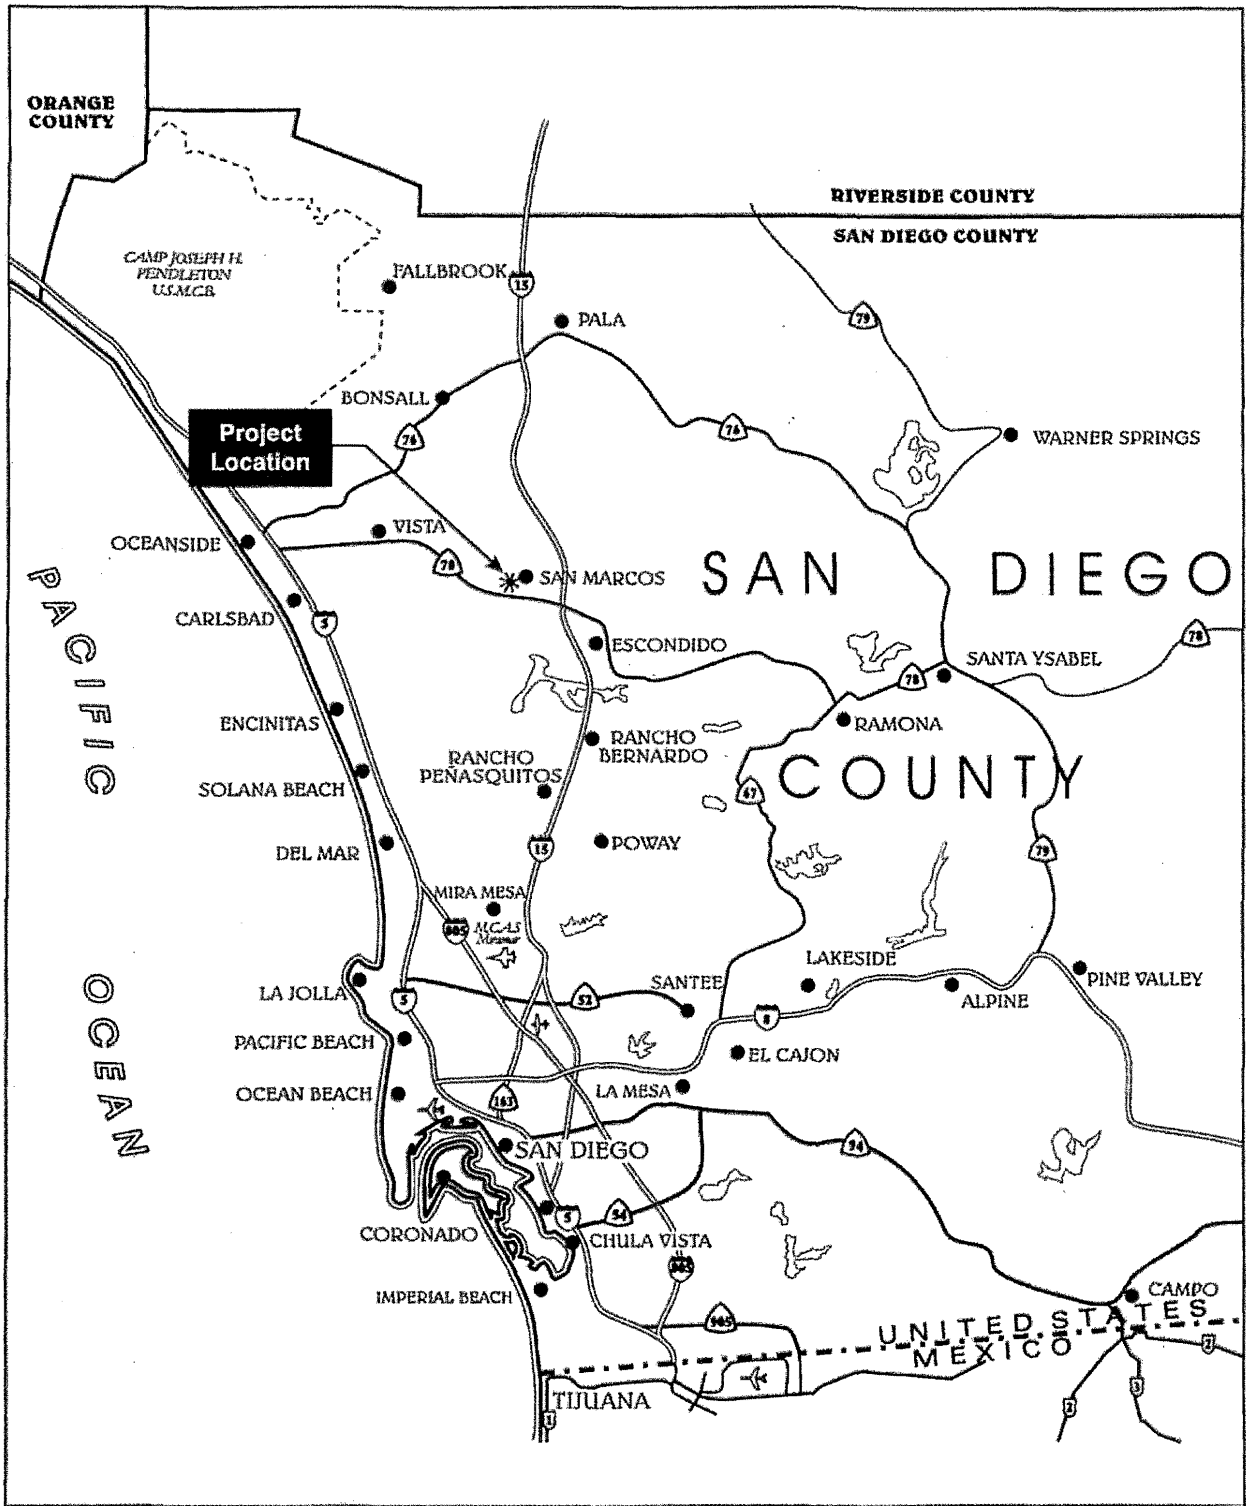 ORANGE
COUNTY
RIVERSIDE COUNTY
SAN DIEGO COUNTY
CAMP JOSEPH H.
PENDLETON
U.S.M.C.B.
FALLBROOK
15
PALA
79
BONSALL
76
76
Project
Location
WARNER SPRINGS
OCEANSIDE
VISTA
78
SAN MARCOS
SAN DIEGO
COUNTY
PACIFIC
OCEAN
CARLSBAD
5
ESCONDIDO
78
SANTA YSABEL
78
ENCINITAS
RAMONA
RANCHO
BERNARDO
RANCHO
PEÑASQUITOS
SOLANA BEACH
67
DEL MAR
15
POWAY
79
MIRA MESA
805
M.C.A.S
Miramar
LA JOLLA
5
52
SANTEE
LAKESIDE
8
ALPINE
PINE VALLEY
PACIFIC BEACH
EL CAJON
OCEAN BEACH
163
LA MESA
SAN DIEGO
94
CORONADO
5
54
CHULA VISTA
805
IMPERIAL BEACH
905
CAMPO
UNITED STATES
MEXICO
2
TIJUANA
1
2
3